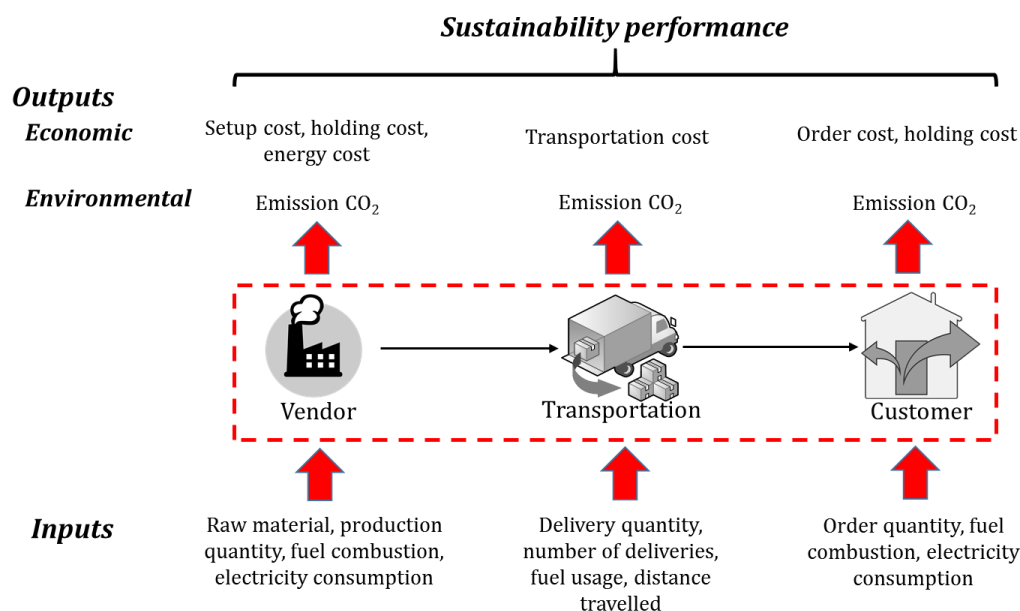 Sustainability performance
Outputs
Economic
Setup cost, holding cost,
energy cost
Transportation cost
Order cost, holding cost
Environmental
Emission CO₂
Emission CO₂
Emission CO₂
Vendor
Transportation
Customer
Inputs
Raw material, production
quantity, fuel combustion,
electricity consumption
Delivery quantity,
number of deliveries,
fuel usage, distance
travelled
Order quantity, fuel
combustion, electricity
consumption